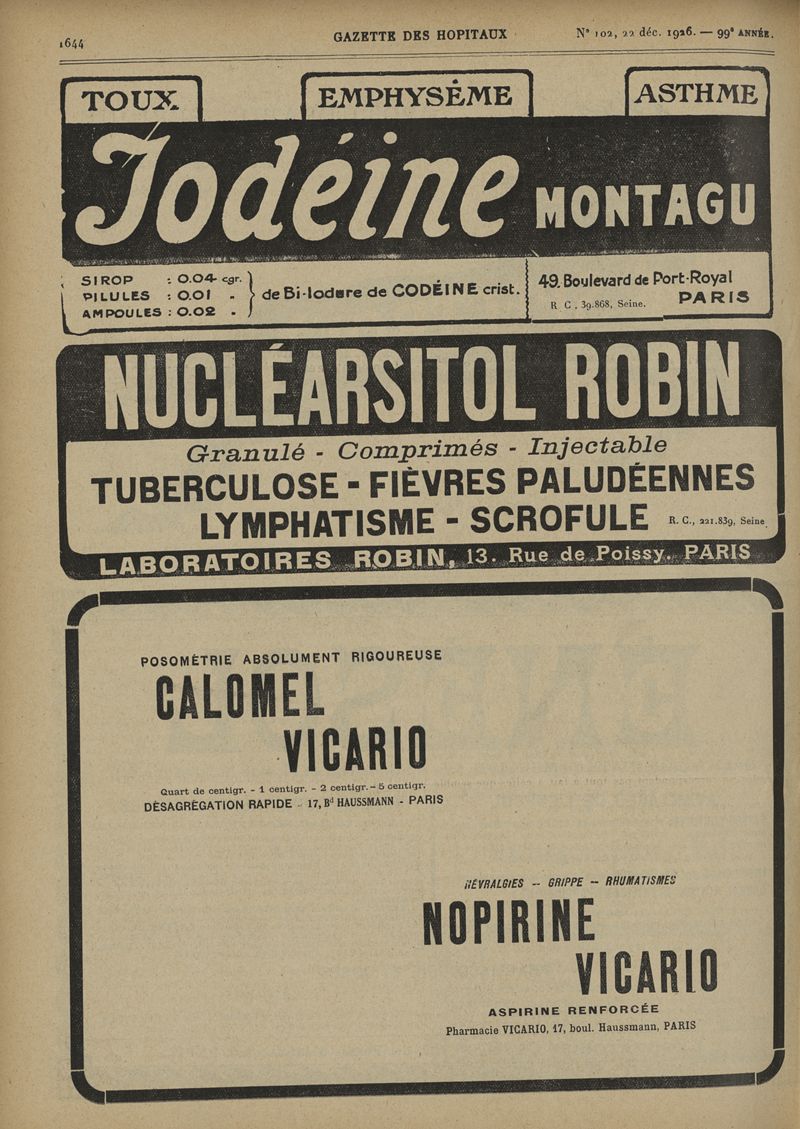 1644
GAZETTE DES HOPITAUX
N° 102, 22 déc. 1926. — 99° ANNÉE.
TOUX
EMPHYSÈME
ASTHME
Iodéine MONTAGU
SIROP : 0.04 cgr.
PILULES : 0.01 -
AMPOULES : 0.02 -
de Bi-Iodure de CODÉINE crist.
49. Boulevard de Port-Royal
R C, 39.868, Seine. PARIS
NUCLÉARSITOL ROBIN
Granulé - Comprimés - Injectable
TUBERCULOSE - FIÈVRES PALUDÉENNES
LYMPHATISME - SCROFULE R. C., 221.839, Seine
LABORATOIRES ROBIN, 13. Rue de Poissy. PARIS
POSOMÉTRIE ABSOLUMENT RIGOUREUSE
CALOMEL
VICARIO
Quart de centigr. - 1 centigr. - 2 centigr. - 5 centigr.
DÉSAGRÉGATION RAPIDE - 17, Bd HAUSSMANN - PARIS
NÉVRALGIES — GRIPPE — RHUMATISMES
NOPIRINE
VICARIO
ASPIRINE RENFORCÉE
Pharmacie VICARIO, 17, boul. Haussmann, PARIS